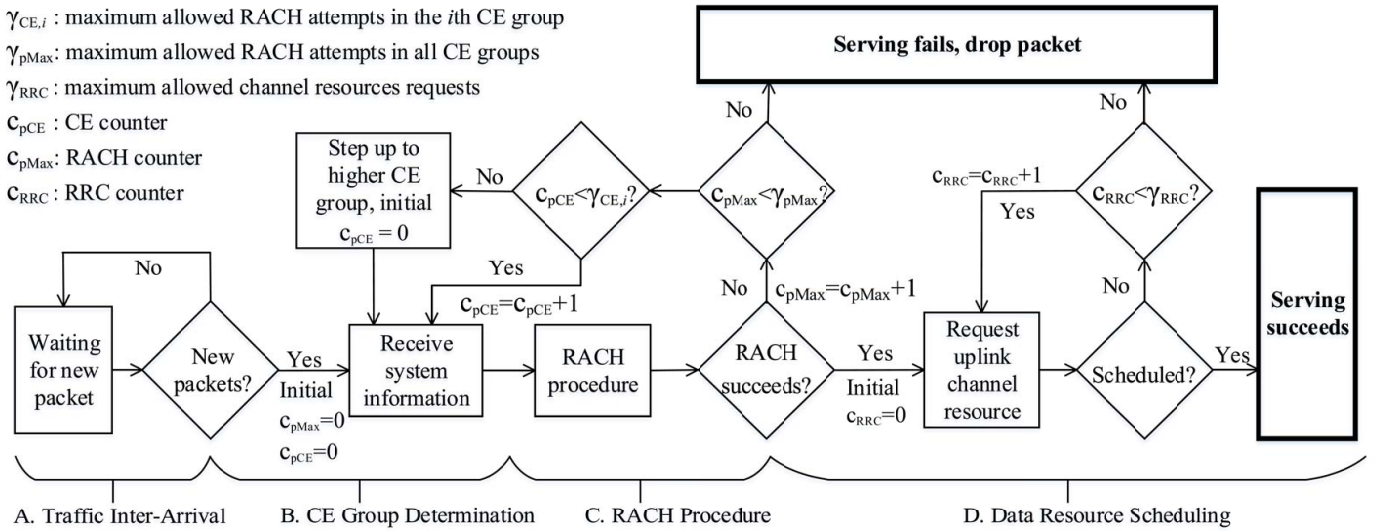 γCE,i : maximum allowed RACH attempts in the ith CE group
γpMax: maximum allowed RACH attempts in all CE groups
γRRC : maximum allowed channel resources requests
cpCE : CE counter
cpMax: RACH counter
cRRC : RRC counter
Serving fails, drop packet
No
No
Step up to
higher CE
group, initial
cpCE = 0
No
cpCE<γCE,i?
cpMax<γpMax?
cRRC=cRRC+1
Yes
cRRC<γRRC?
No
Yes
cpCE=cpCE+1
No
cpMax=cpMax+1
No
Waiting
for new
packet
New
packets?
Yes
Initial
cpMax=0
cpCE=0
Receive
system
information
RACH
procedure
RACH
succeeds?
Yes
Initial
cRRC=0
Request
uplink
channel
resource
Scheduled?
Yes
Serving
succeeds
A. Traffic Inter-Arrival
B. CE Group Determination
C. RACH Procedure
D. Data Resource Scheduling